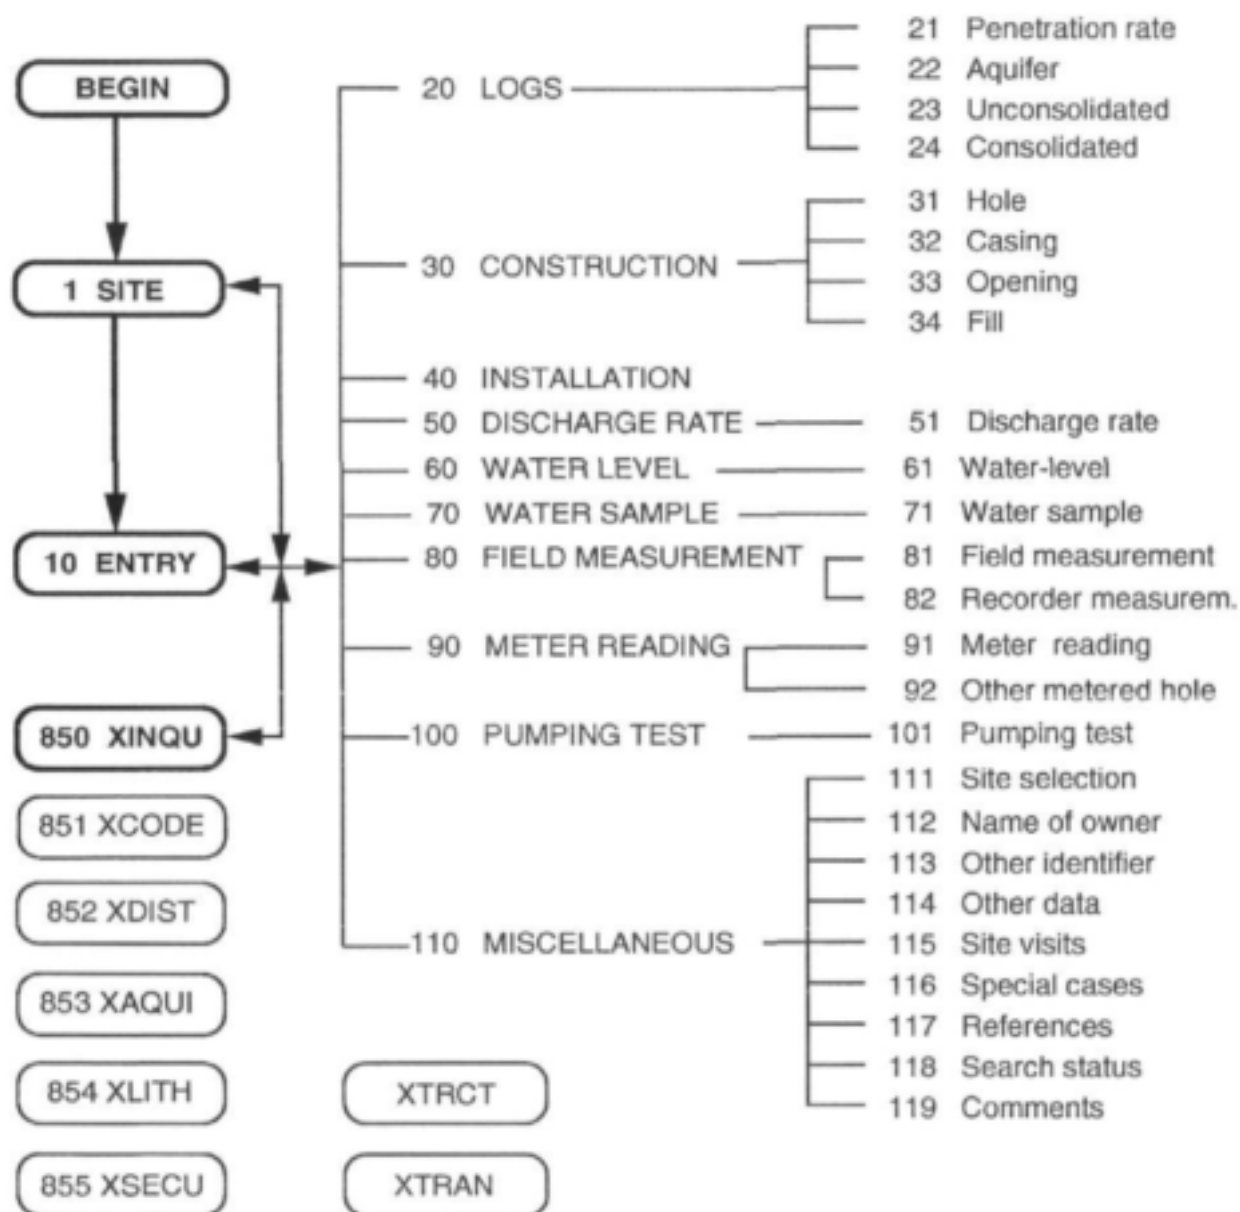 BEGIN
1 SITE
10 ENTRY
850 XINQU
851 XCODE
852 XDIST
853 XAQUI
854 XLITH
855 XSECU
XTRCT
XTRAN
20 LOGS
21 Penetration rate
22 Aquifer
23 Unconsolidated
24 Consolidated
30 CONSTRUCTION
31 Hole
32 Casing
33 Opening
34 Fill
40 INSTALLATION
50 DISCHARGE RATE
51 Discharge rate
60 WATER LEVEL
61 Water-level
70 WATER SAMPLE
71 Water sample
80 FIELD MEASUREMENT
81 Field measurement
82 Recorder measurem.
90 METER READING
91 Meter reading
92 Other metered hole
100 PUMPING TEST
101 Pumping test
110 MISCELLANEOUS
111 Site selection
112 Name of owner
113 Other identifier
114 Other data
115 Site visits
116 Special cases
117 References
118 Search status
119 Comments